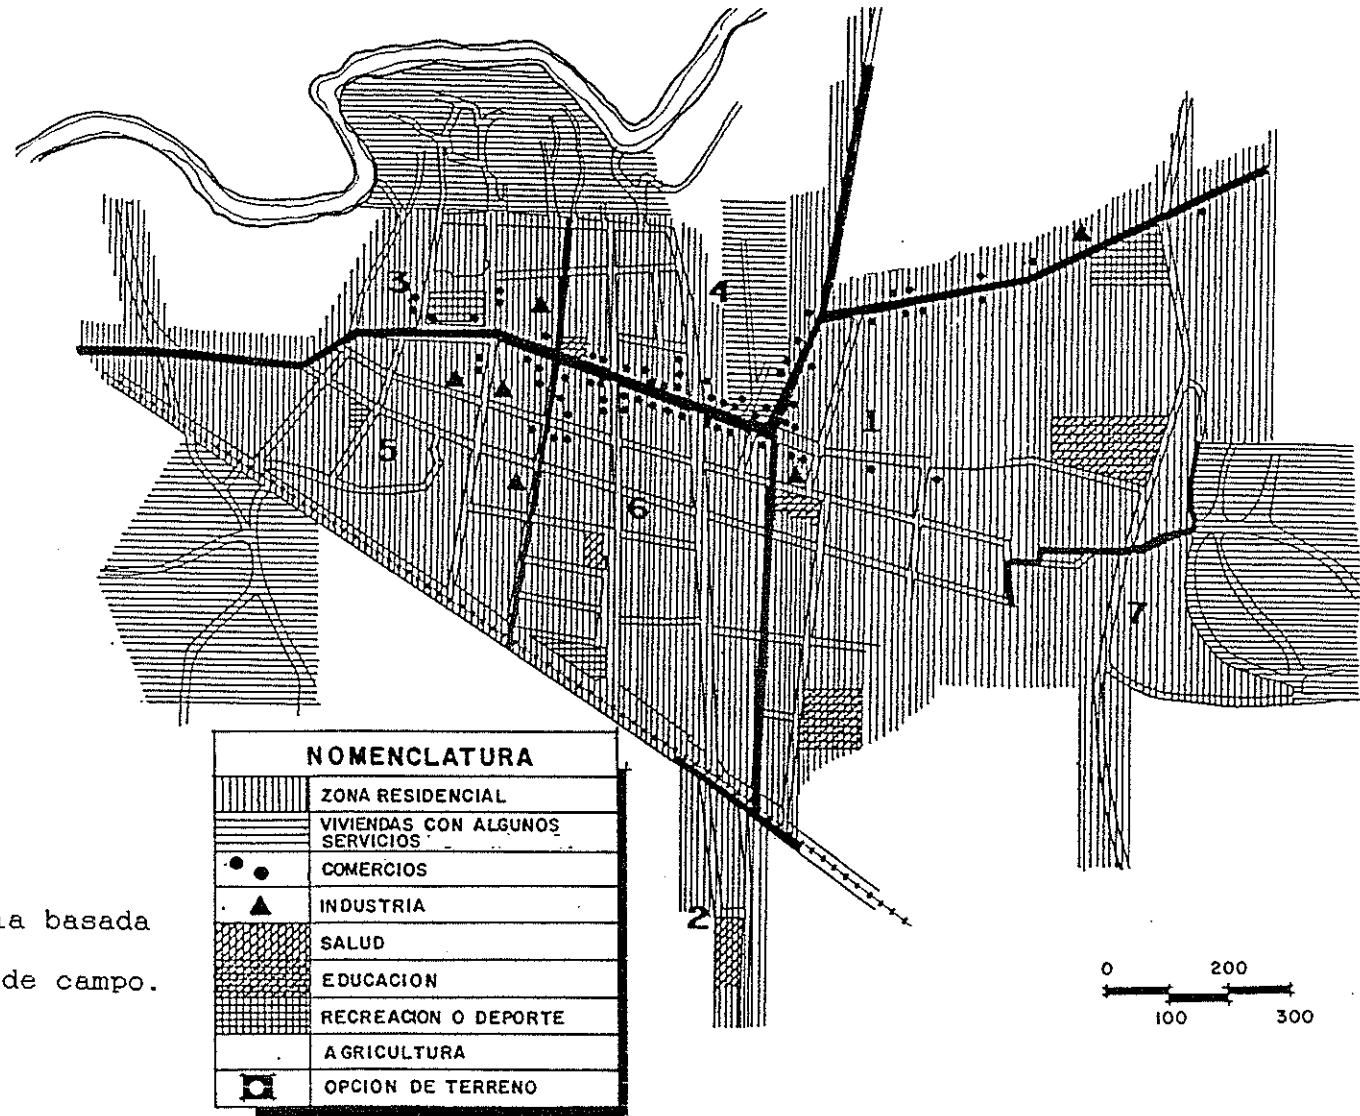 3
4
1
5
6
7
2
NOMENCLATURA
ZONA RESIDENCIAL
VIVIENDAS CON ALGUNOS
SERVICIOS
COMERCIOS
INDUSTRIA
SALUD
EDUCACION
RECREACION O DEPORTE
AGRICULTURA
OPCION DE TERRENO
basada
de campo.
0 200
100 300